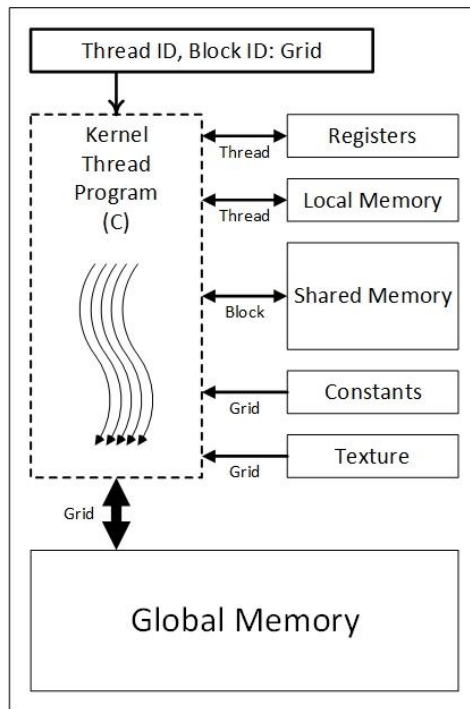 Thread ID, Block ID: Grid
Kernel
Thread
Program
(C)
Registers
Thread
Local Memory
Thread
Shared Memory
Block
Constants
Grid
Texture
Grid
Grid
Global Memory